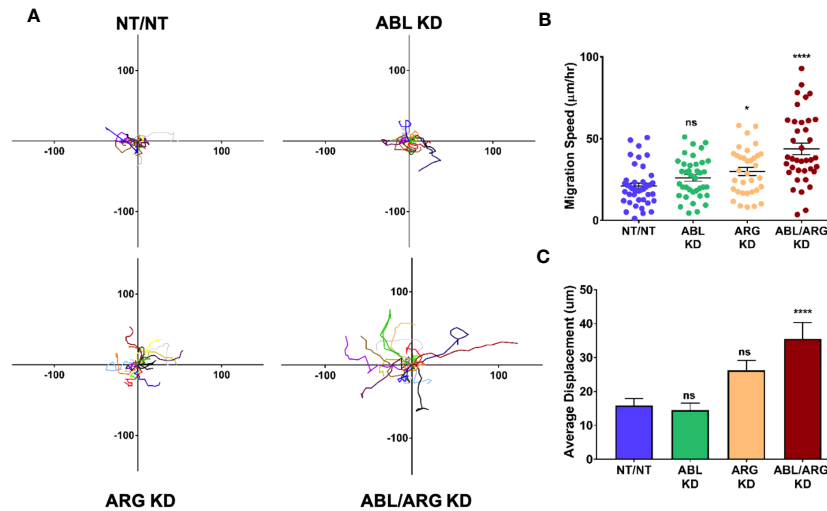 A
NT/NT
100
-100
100
-100
ABL KD
100
-100
100
-100
100
-100
100
-100
ARG KD
100
-100
100
-100
ABL/ARG KD
B
Migration Speed (μm/hr)
100
50
0
ns
*
****
NT/NT
ABL
KD
ARG
KD
ABL/ARG
KD
C
Average Displacement (um)
50
40
30
20
10
0
ns
ns
****
NT/NT
ABL
KD
ARG
KD
ABL/ARG
KD